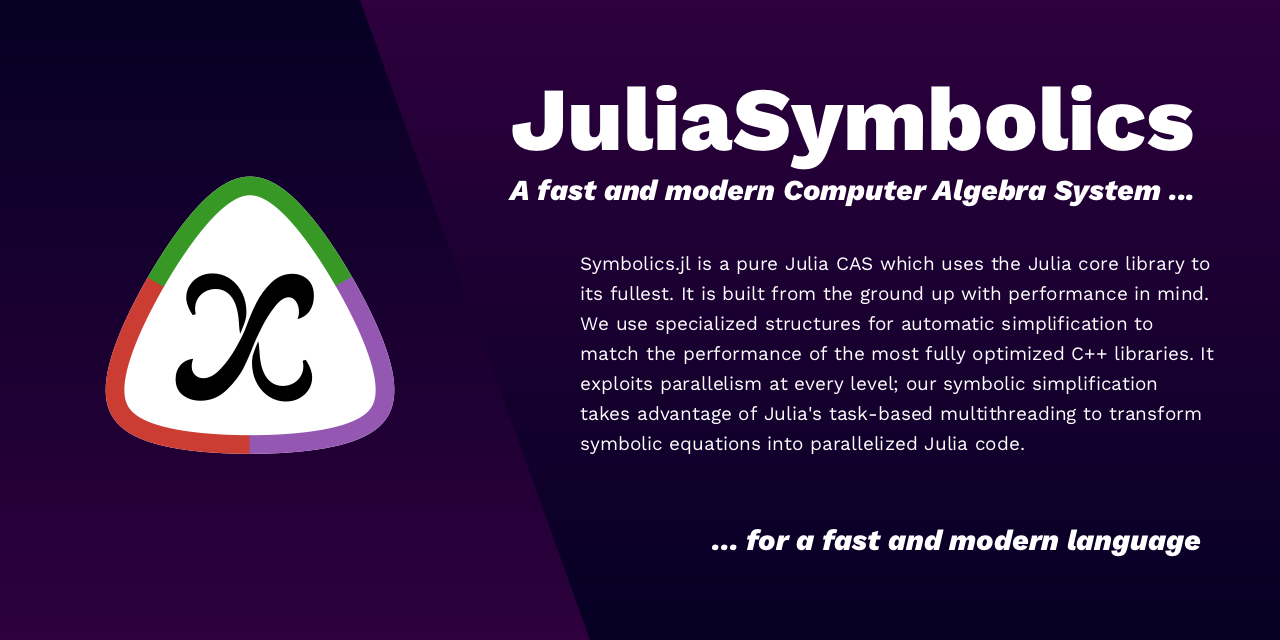 JuliaSymbolics
A fast and modern Computer Algebra System ...
Symbolics.jl is a pure Julia CAS which uses the Julia core library to
its fullest. It is built from the ground up with performance in mind.
We use specialized structures for automatic simplification to
match the performance of the most fully optimized C++ libraries. It
exploits parallelism at every level; our symbolic simplification
takes advantage of Julia's task-based multithreading to transform
symbolic equations into parallelized Julia code.
... for a fast and modern language